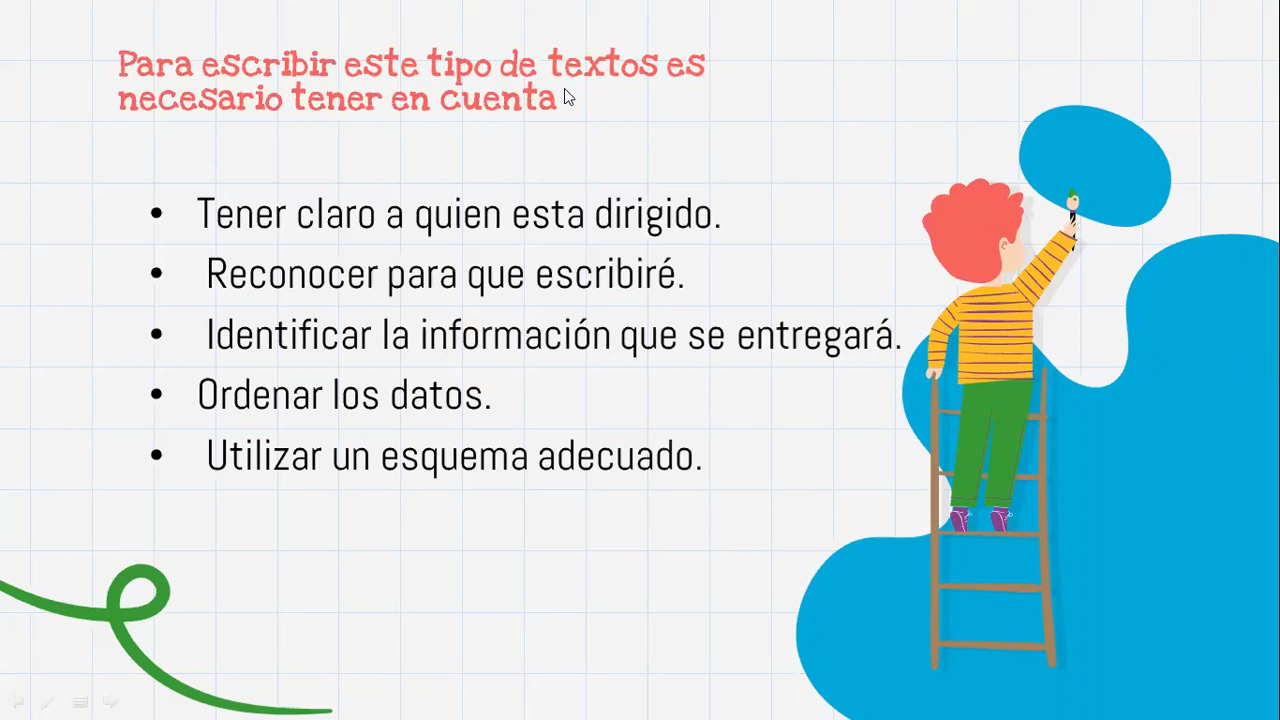 Para escribir este tipo de textos es
necesario tener en cuenta
• Tener claro a quien esta dirigido.
• Reconocer para que escribiré.
• Identificar la información que se entregará.
• Ordenar los datos.
• Utilizar un esquema adecuado.